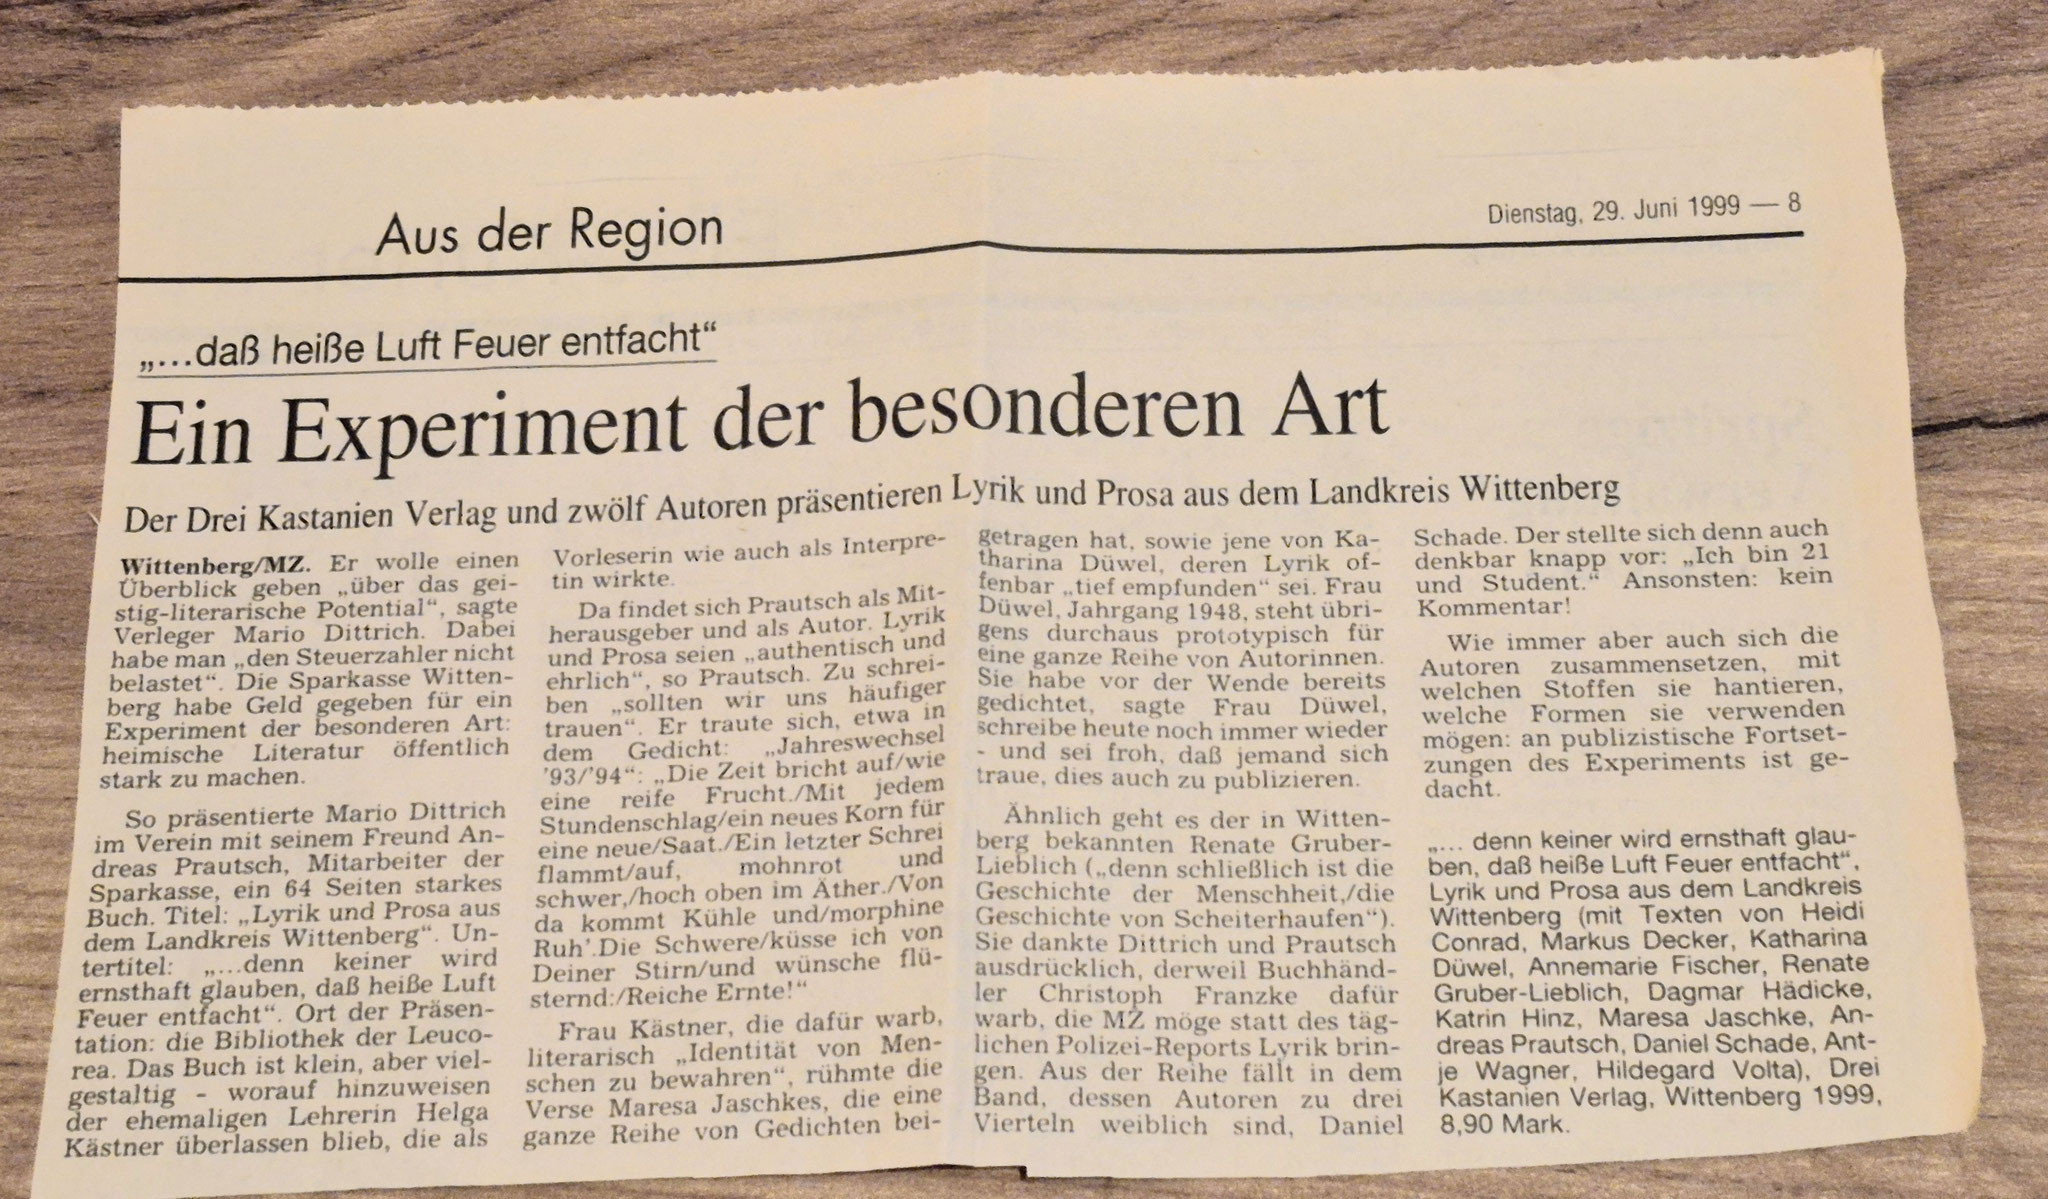 Aus der Region
Dienstag, 29. Juni 1999 — 8
„...daß heiße Luft Feuer entfacht“
Ein Experiment der besonderen Art
Der Drei Kastanien Verlag und zwölf Autoren präsentieren Lyrik und Prosa aus dem Landkreis Wittenberg
Wittenberg/MZ. Er wolle einen
Überblick geben „über das gei-
stig-literarische Potential“, sagte
Verleger Mario Dittrich. Dabei
habe man „den Steuerzahler nicht
belastet“. Die Sparkasse Witten-
berg habe Geld gegeben für ein
Experiment der besonderen Art:
heimische Literatur öffentlich
stark zu machen.
So präsentierte Mario Dittrich
im Verein mit seinem Freund An-
dreas Prautsch, Mitarbeiter der
Sparkasse, ein 64 Seiten starkes
Buch. Titel: „Lyrik und Prosa aus
dem Landkreis Wittenberg“. Un-
tertitel: „...denn keiner wird
ernsthaft glauben, daß heiße Luft
Feuer entfacht“. Ort der Präsen-
tation: die Bibliothek der Leuco-
rea. Das Buch ist klein, aber viel-
gestaltig - worauf hinzuweisen
der ehemaligen Lehrerin Helga
Kästner überlassen blieb, die als
Vorleserin wie auch als Interpre-
tin wirkte.
Da findet sich Prautsch als Mit-
herausgeber und als Autor. Lyrik
und Prosa seien „authentisch und
ehrlich“, so Prautsch. Zu schrei-
ben „sollten wir uns häufiger
trauen“. Er traute sich, etwa in
dem Gedicht: „Jahreswechsel
'93/'94“: „Die Zeit bricht auf/wie
eine reife Frucht./Mit jedem
Stundenschlag/ein neues Korn für
eine neue/Saat./Ein letzter Schrei
flammt/auf, mohnrot und
schwer,/hoch oben im Äther./Von
da kommt Kühle und/morphine
Ruh'.Die Schwere/küsse ich von
Deiner Stirn/und wünsche flü-
sternd:/Reiche Ernte!“
Frau Kästner, die dafür warb,
literarisch „Identität von Men-
schen zu bewahren“, rühmte die
Verse Maresa Jaschkes, die eine
ganze Reihe von Gedichten bei-
getragen hat, sowie jene von Ka-
tharina Düwel, deren Lyrik of-
fenbar „tief empfunden“ sei. Frau
Düwel, Jahrgang 1948, steht übri-
gens durchaus prototypisch für
eine ganze Reihe von Autorinnen.
Sie habe vor der Wende bereits
gedichtet, sagte Frau Düwel,
schreibe heute noch immer wieder
- und sei froh, daß jemand sich
traue, dies auch zu publizieren.
Ähnlich geht es der in Witten-
berg bekannten Renate Gruber-
Lieblich („denn schließlich ist die
Geschichte der Menschheit,/die
Geschichte von Scheiterhaufen“).
Sie dankte Dittrich und Prautsch
ausdrücklich, derweil Buchhänd-
ler Christoph Franzke dafür
warb, die MZ möge statt des täg-
lichen Polizei-Reports Lyrik brin-
gen. Aus der Reihe fällt in dem
Band, dessen Autoren zu drei
Vierteln weiblich sind, Daniel
Schade. Der stellte sich denn auch
denkbar knapp vor: „Ich bin 21
und Student.“ Ansonsten: kein
Kommentar!
Wie immer aber auch sich die
Autoren zusammensetzen, mit
welchen Stoffen sie hantieren,
welche Formen sie verwenden
mögen: an publizistische Fortset-
zungen des Experiments ist ge-
dacht.
„... denn keiner wird ernsthaft glau-
ben, daß heiße Luft Feuer entfacht“,
Lyrik und Prosa aus dem Landkreis
Wittenberg (mit Texten von Heidi
Conrad, Markus Decker, Katharina
Düwel, Annemarie Fischer, Renate
Gruber-Lieblich, Dagmar Hädicke,
Katrin Hinz, Maresa Jaschke, An-
dreas Prautsch, Daniel Schade, Ant-
je Wagner, Hildegard Volta), Drei
Kastanien Verlag, Wittenberg 1999,
8,90 Mark.